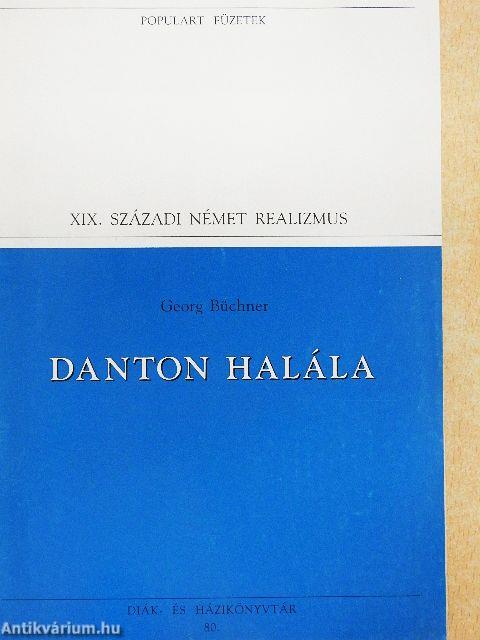 POPULART FÜZETEK
XIX. SZÁZADI NÉMET REALIZMUS
Georg Büchner
DANTON HALÁLA
DIÁK- ÉS HÁZIKÖNYVTÁR
80.
Antikvárium.hu